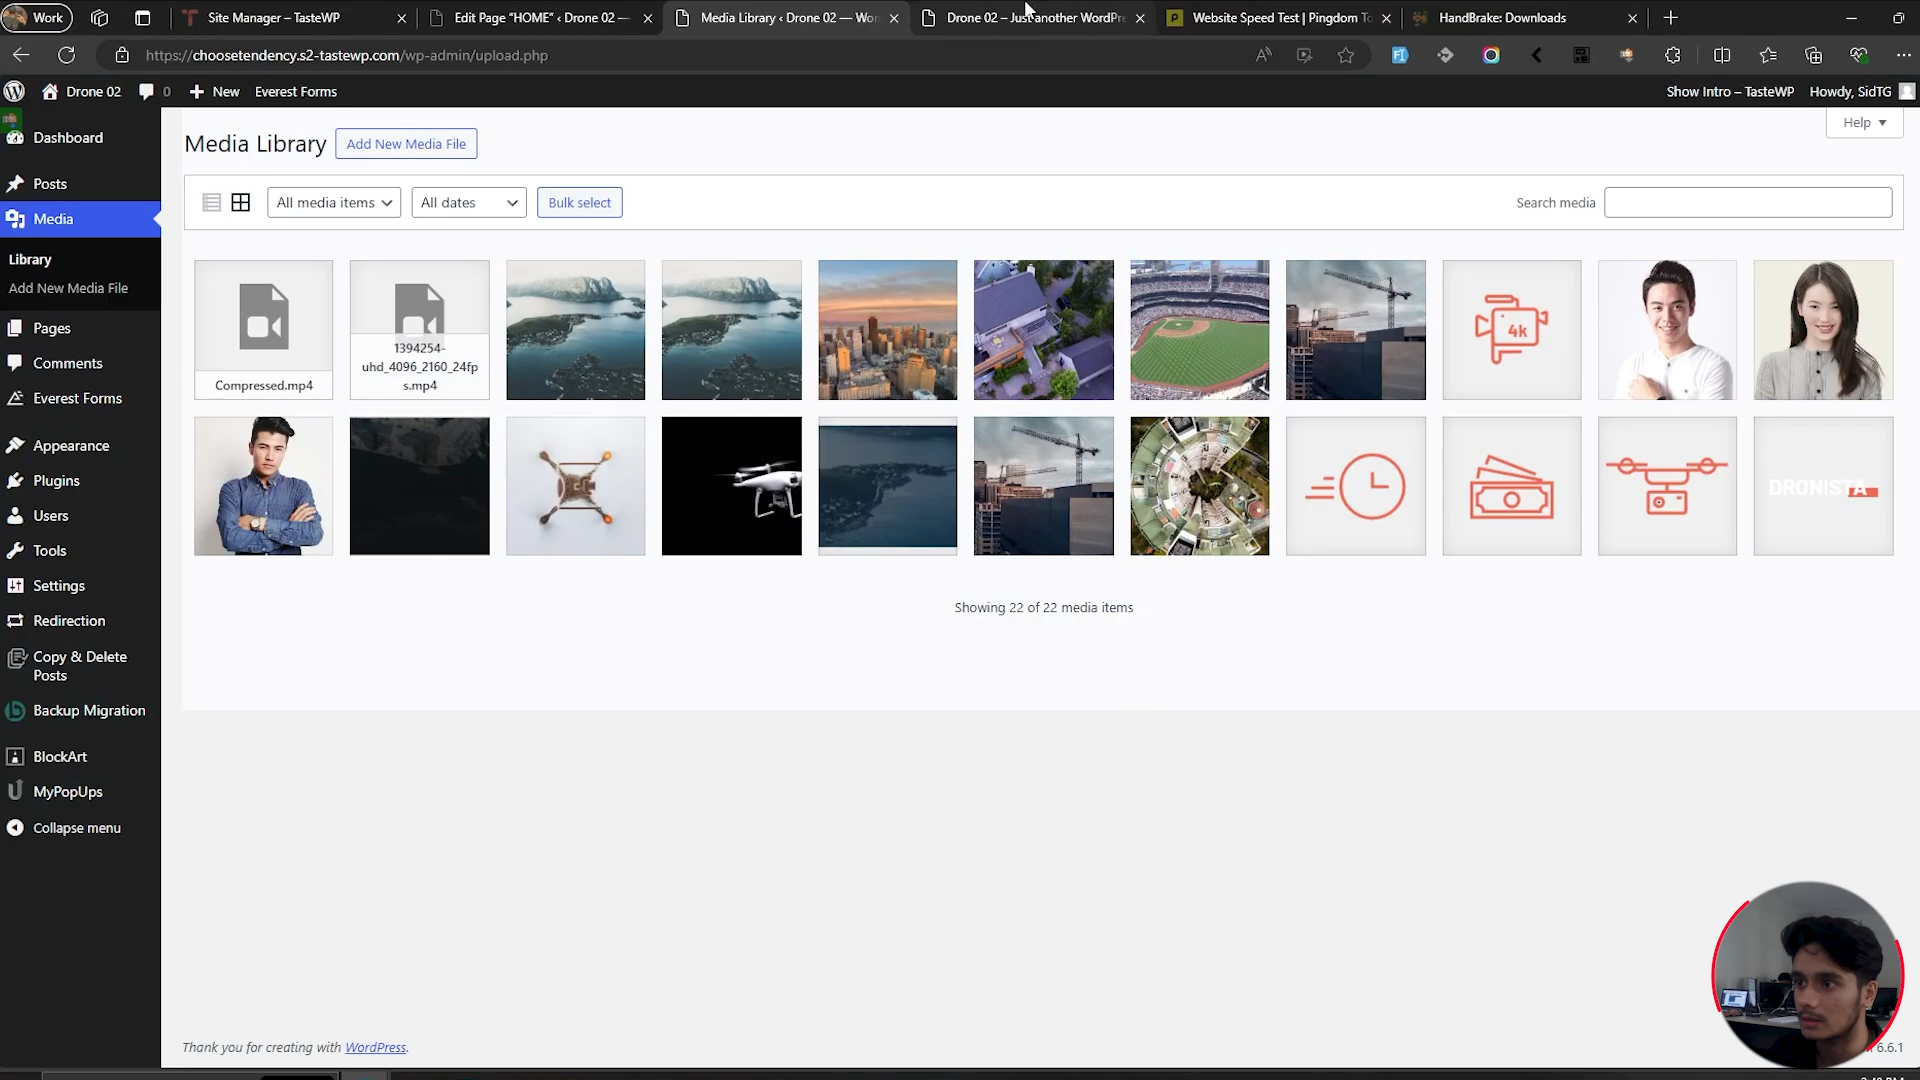 Work
Site Manager – TasteWP
Edit Page “HOME” ‹ Drone 02 —
Media Library ‹ Drone 02 — Wor
Drone 02 – Just another WordPre
Website Speed Test | Pingdom To
HandBrake: Downloads
https://choosetendency.s2-tastewp.com/wp-admin/upload.php
Drone 02
0
New
Everest Forms
Show Intro – TasteWP
Howdy, SidTG
Dashboard
Posts
Media
Library
Add New Media File
Pages
Comments
Everest Forms
Appearance
Plugins
Users
Tools
Settings
Redirection
Copy & Delete
Posts
Backup Migration
BlockArt
MyPopUps
Collapse menu
Media Library
Add New Media File
Help
All media items
All dates
Bulk select
Search media
Compressed.mp4
1394254-
uhd_4096_2160_24fp
s.mp4
4k
DRONISTA
Showing 22 of 22 media items
Thank you for creating with WordPress.
6.6.1